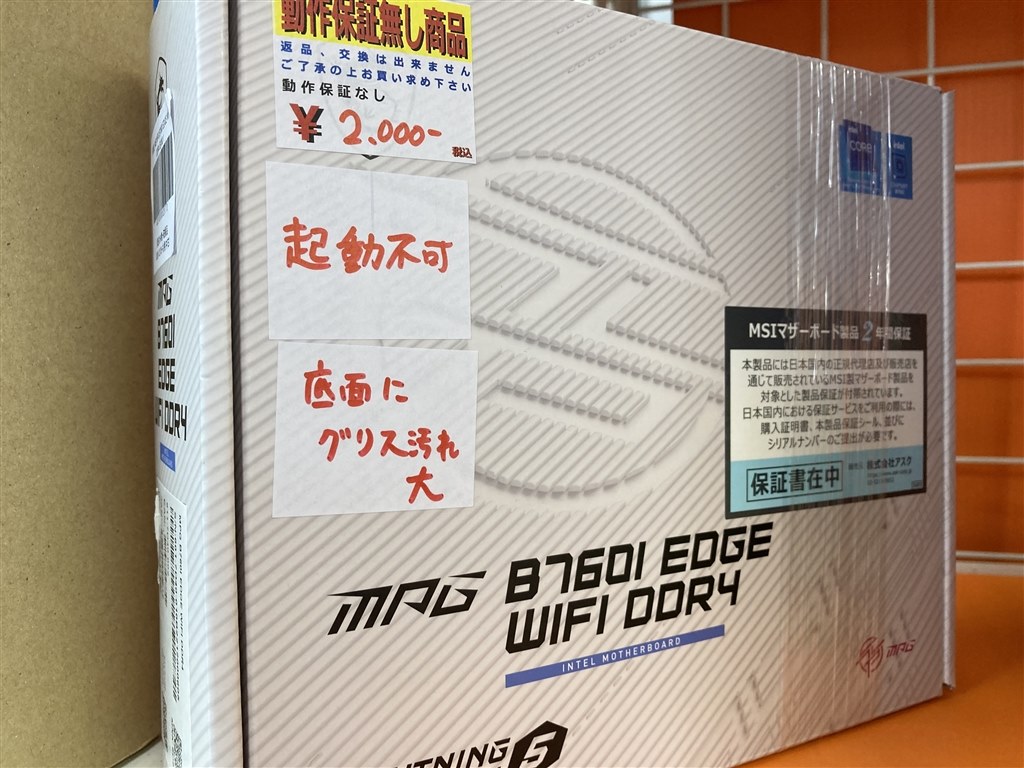 動作保証無し商品
返品、交換は出来ません
ご了承の上お買い求め下さい
動作保証なし
¥ 2.000-
税込
起動不可
底面に
グリス汚れ
大
intel
CORE
MSIマザーボード製品2年間保証
本製品には日本国内の正規代理店及び販売店を
通じて販売されているMSI製マザーボード製品を
対象とした製品保証が付帯されています。
日本国内における保証サービスをご利用の際には、
購入証明書、本製品保証シール、並びに
シリアルナンバーのご提出が必要です。
保証書在中
株式会社アスク
MPG B760I EDGE
WIFI DDR4
INTEL MOTHERBOARD
MPG
MPG
B760I
EDGE
WIFI DDR4
5